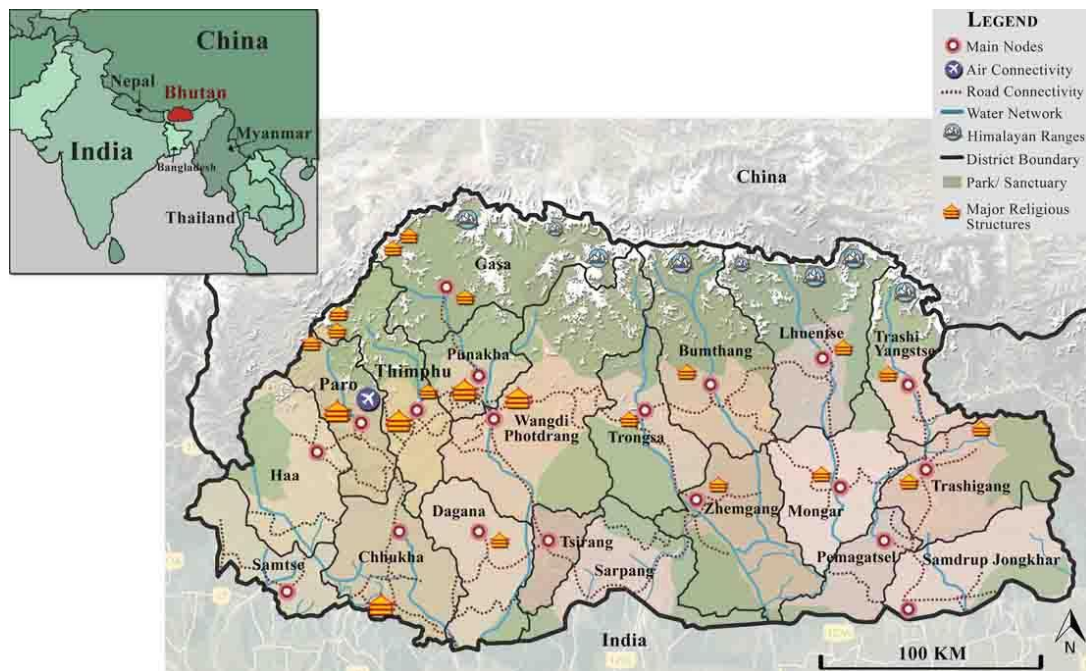 China
Nepal
Bhutan
India
Myanmar
Bangladesh
Thailand
LEGEND
Main Nodes
Air Connectivity
Road Connectivity
Water Network
Himalayan Ranges
District Boundary
Park/ Sanctuary
Major Religious
Structures
China
Gasa
Punakha
Thimphu
Paro
Haa
Wangdi
Photdrang
Trongsa
Bumthang
Lhuentse
Trashi
Yangstse
Dagana
Chhukha
Samtse
Tsirang
Sarpang
Zhemgang
Mongar
Trashigang
Pemagatsel
Samdrup Jongkhar
India
100 KM
N